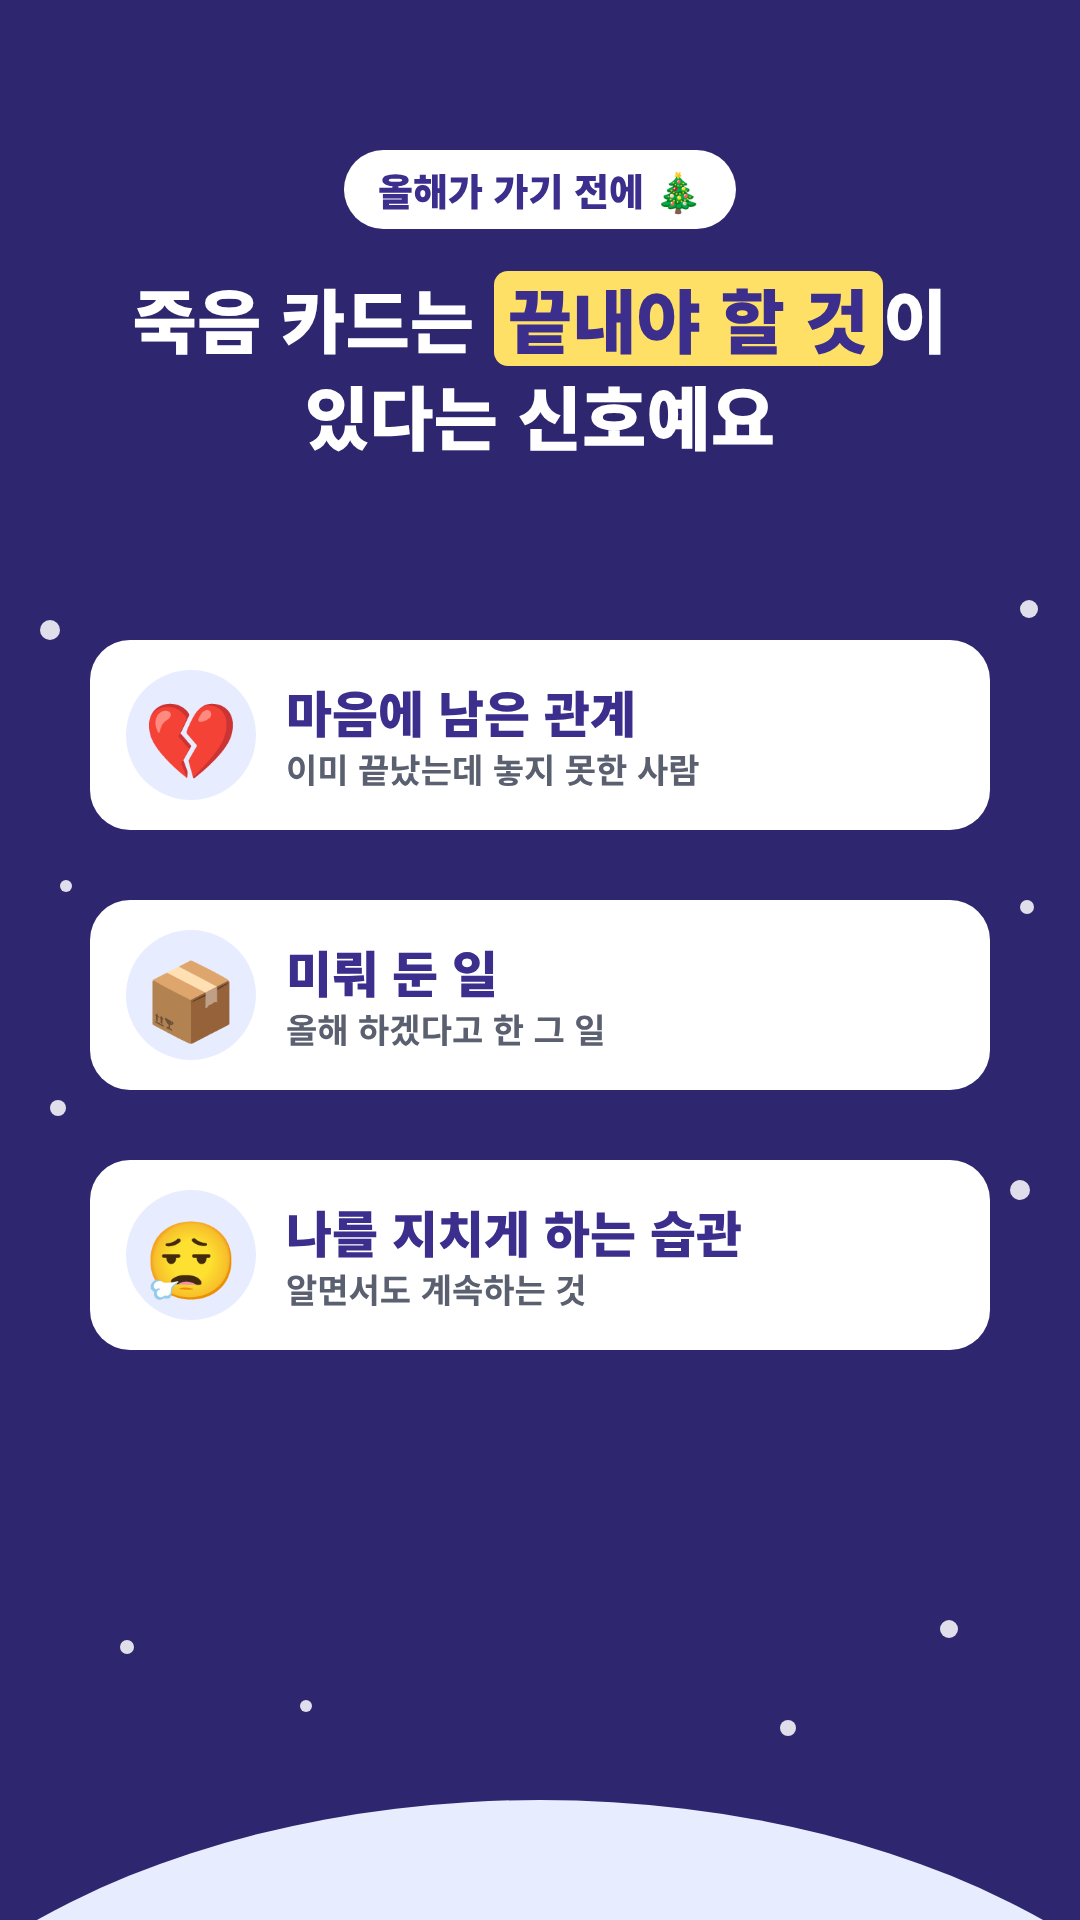 올해가 가기 전에 🎄
죽음 카드는 끝내야 할 것이
있다는 신호예요
마음에 남은 관계
이미 끝났는데 놓지 못한 사람
미뤄 둔 일
올해 하겠다고 한 그 일
나를 지치게 하는 습관
알면서도 계속하는 것